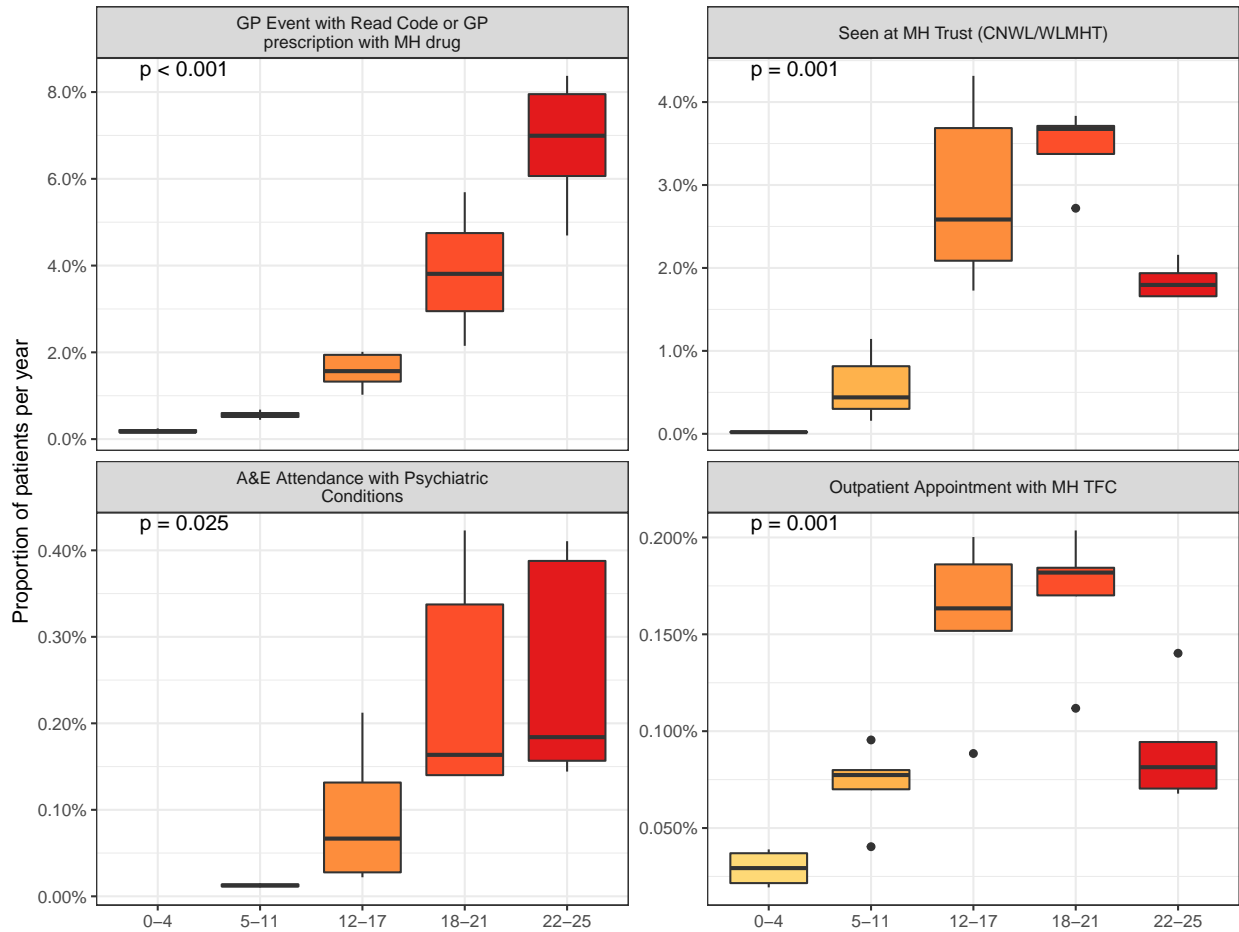 GP Event with Read Code or GP
prescription with MH drug
p < 0.001
8.0%
6.0%
4.0%
2.0%
0.0%
Seen at MH Trust (CNWL/WLMHT)
p = 0.001
4.0%
3.0%
2.0%
1.0%
0.0%
Proportion of patients per year
A&E Attendance with Psychiatric
Conditions
p = 0.025
0.40%
0.30%
0.20%
0.10%
0.00%
0–4 5–11 12–17 18–21 22–25
Outpatient Appointment with MH TFC
p = 0.001
0.200%
0.150%
0.100%
0.050%
0–4 5–11 12–17 18–21 22–25